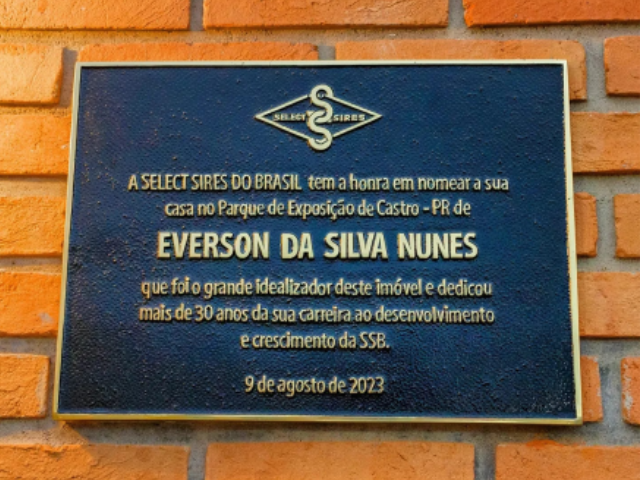 SELECT SIRES
A SELECT SIRES DO BRASIL tem a honra em nomear a sua
casa no Parque de Exposição de Castro - PR de
EVERSON DA SILVA NUNES
que foi o grande idealizador deste imóvel e dedicou
mais de 30 anos da sua carreira ao desenvolvimento
e crescimento da SSB.
9 de agosto de 2023